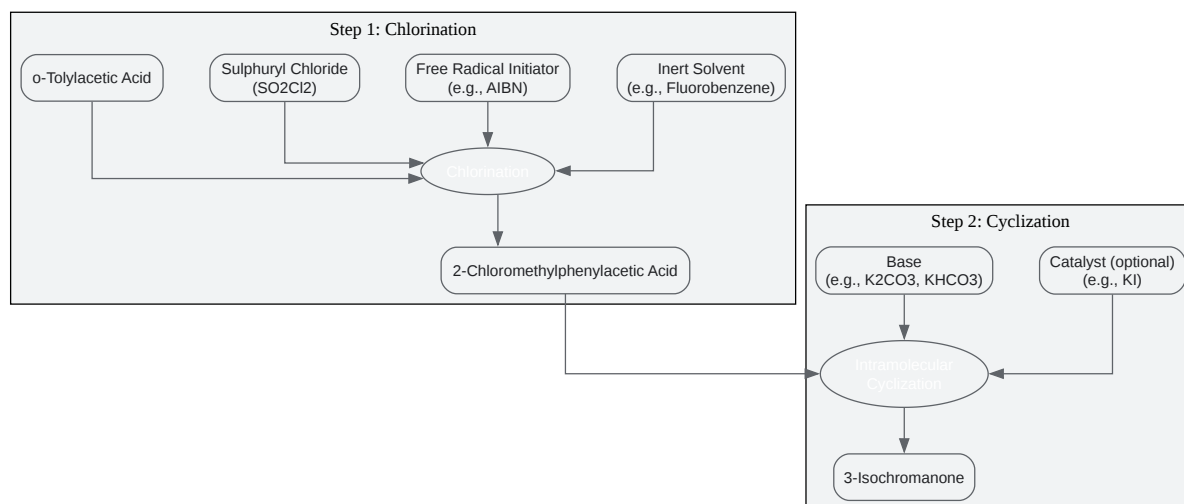 Step 1: Chlorination
o-Tolylacetic Acid
Sulphuryl Chloride
(SO2Cl2)
Free Radical Initiator
(e.g., AIBN)
Inert Solvent
(e.g., Fluorobenzene)
Chlorination
2-Chloromethylphenylacetic Acid
Step 2: Cyclization
Base
(e.g., K2CO3, KHCO3)
Catalyst (optional)
(e.g., KI)
Intramolecular
Cyclization
3-Isochromanone